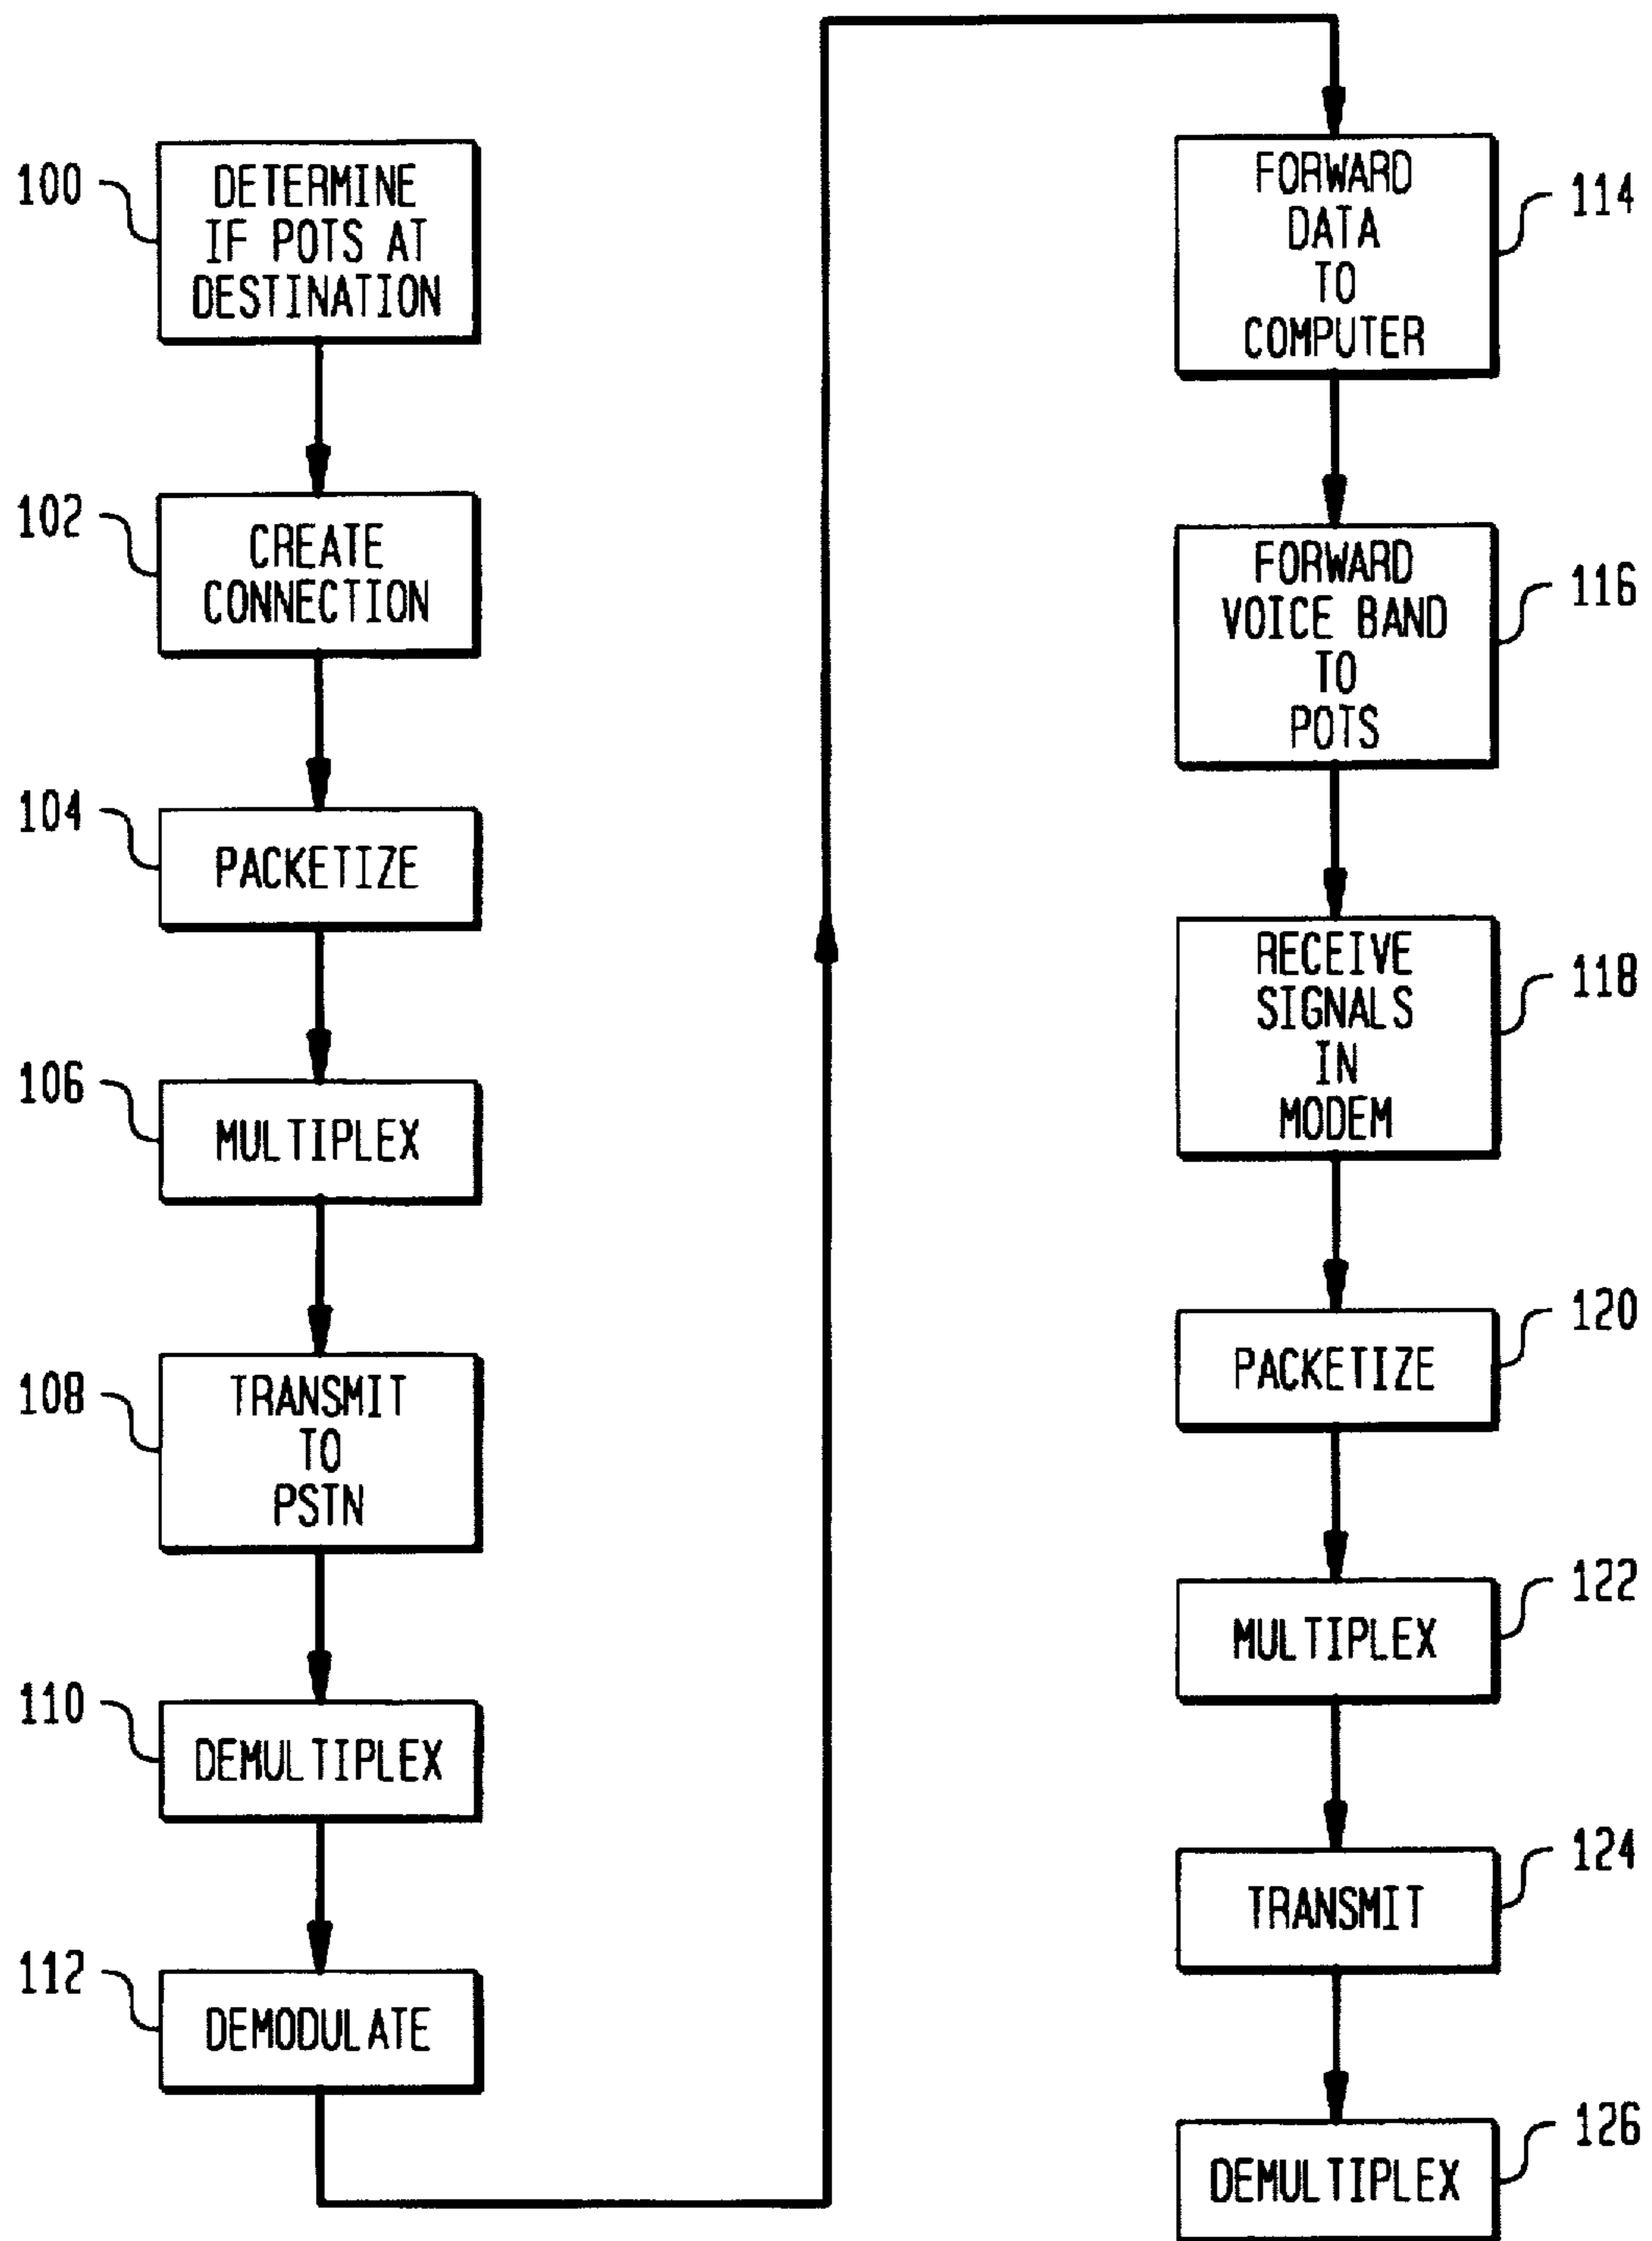 100
DETERMINE
IF POTS AT
DESTINATION
102
CREATE
CONNECTION
104
PACKETIZE
106
MULTIPLEX
108
TRANSMIT
TO
PSTN
110
DEMULTIPLEX
112
DEMODULATE
FORWARD
DATA
TO
COMPUTER
114
FORWARD
VOICE BAND
TO
POTS
116
RECEIVE
SIGNALS
IN
MODEM
118
PACKETIZE
120
MULTIPLEX
122
TRANSMIT
124
DEMULTIPLEX
126